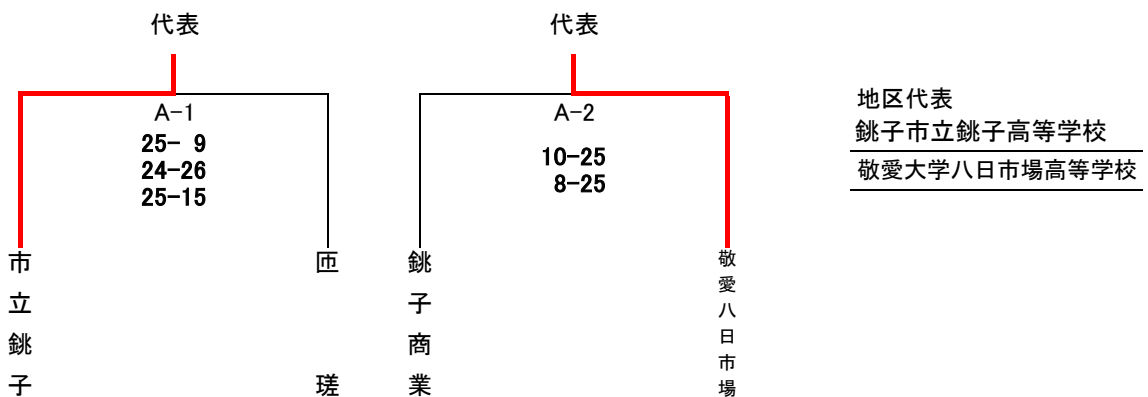 代表
代表
A-1
25- 9
24-26
25-15
A-2
10-25
8-25
地区代表
銚子市立銚子高等学校
敬愛大学八日市場高等学校
市立銚子
匝瑳
銚子商業
敬愛八日市場